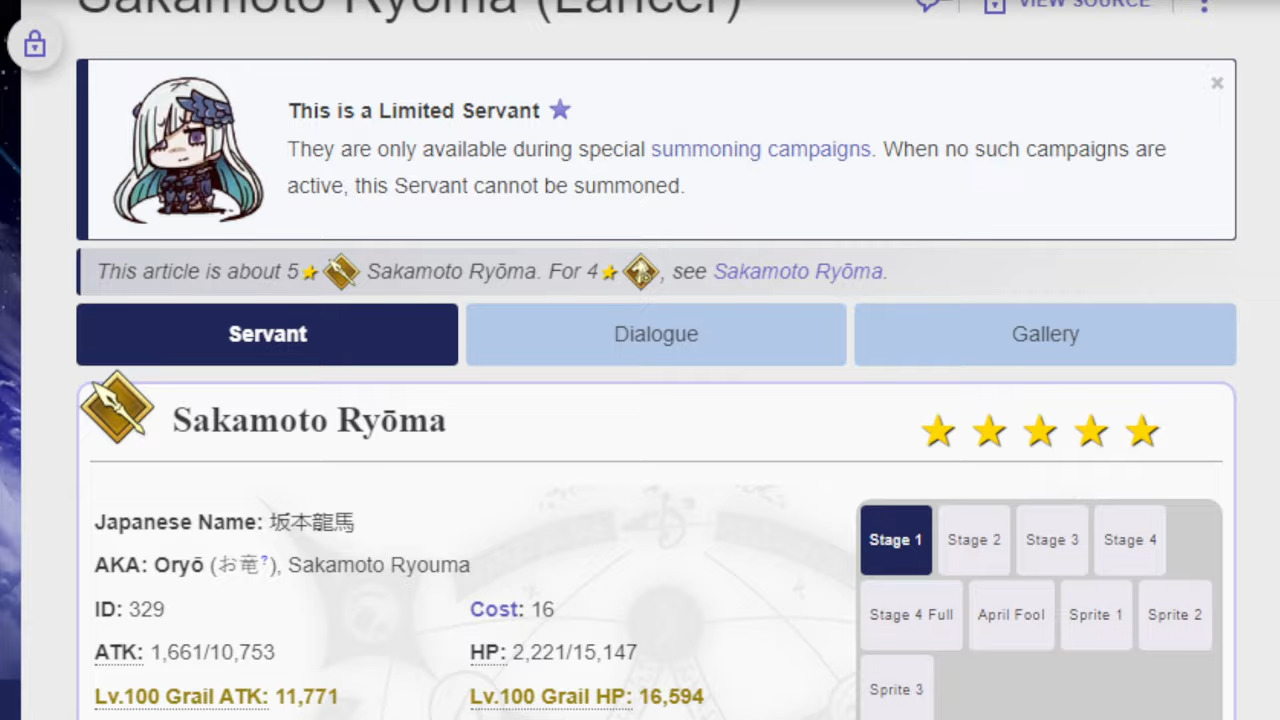 Sakamoto Ryōma (Lancer)
VIEW SOURCE
This is a Limited Servant
They are only available during special summoning campaigns. When no such campaigns are
active, this Servant cannot be summoned.
This article is about 5 Sakamoto Ryōma. For 4 , see Sakamoto Ryōma.
Servant
Dialogue
Gallery
Sakamoto Ryōma
Japanese Name: 坂本龍馬
AKA: Oryō (お竜?), Sakamoto Ryouma
ID: 329
Cost: 16
ATK: 1,661/10,753
HP: 2,221/15,147
Lv.100 Grail ATK: 11,771
Lv.100 Grail HP: 16,594
Stage 1
Stage 2
Stage 3
Stage 4
Stage 4 Full
April Fool
Sprite 1
Sprite 2
Sprite 3